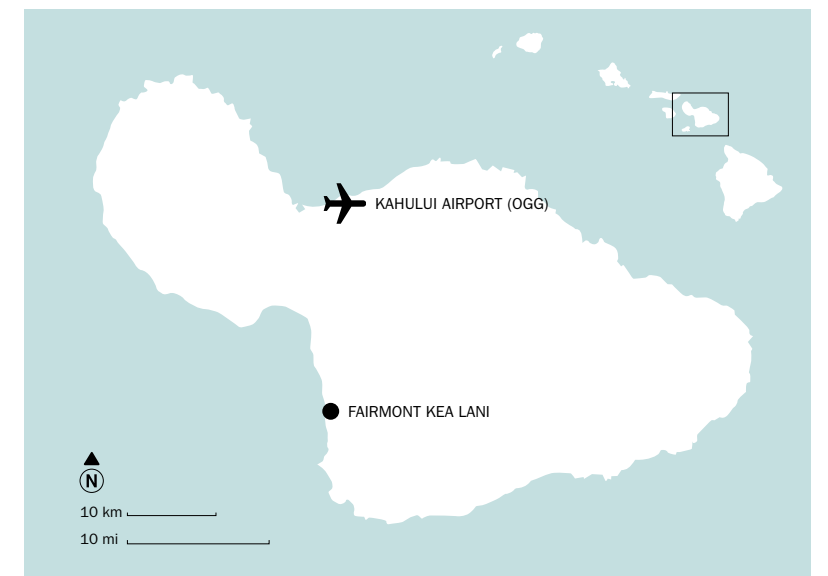 KAHULUI AIRPORT (OGG)
FAIRMONT KEA LANI
N
10 km
10 mi